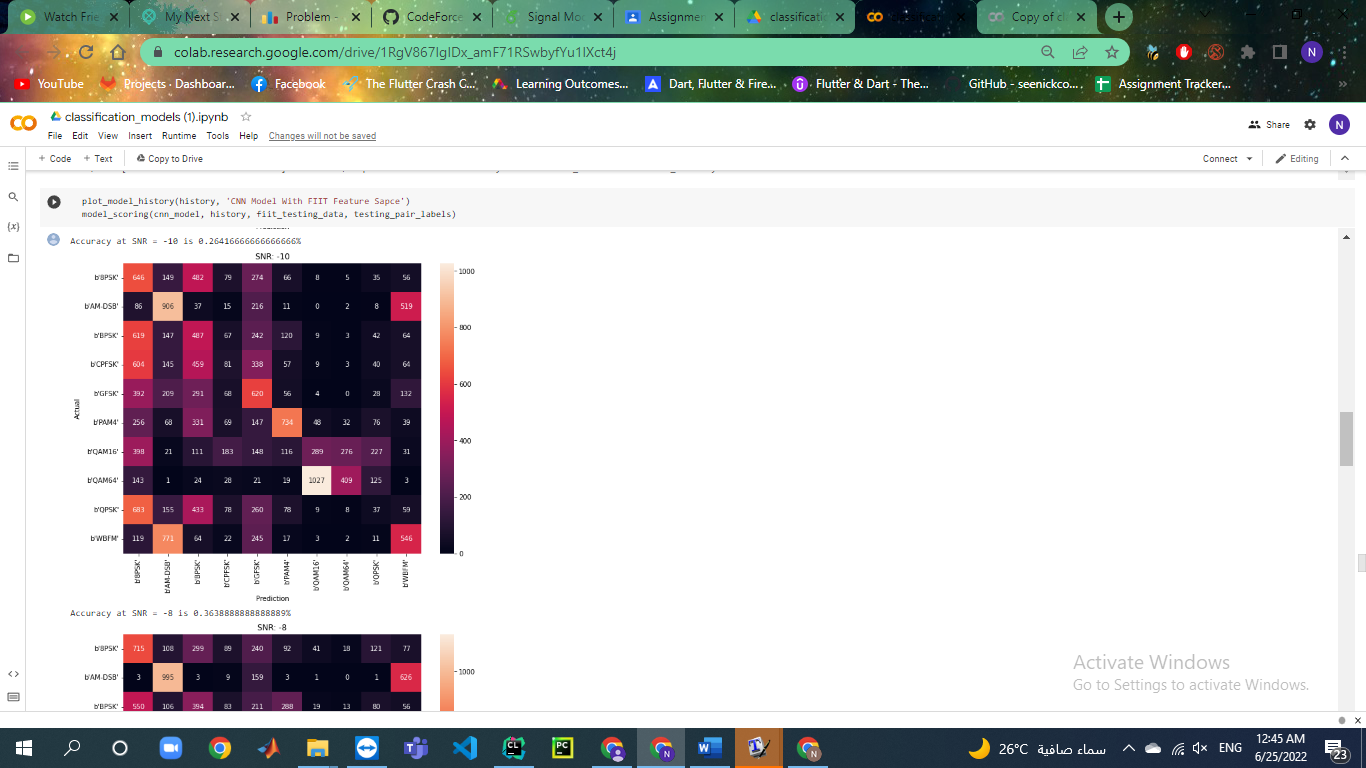 Watch Frie
My Next S
Problem -
CodeForce
Signal Mo
Assignmer
classificatio
Copy of cl
colab.research.google.com/drive/1RgV867IgIDx_amF71RSwbyfYu1IXct4j
N
YouTube
Projects · Dashboar...
Facebook
The Flutter Crash C...
Learning Outcomes...
Dart, Flutter & Fire...
Flutter & Dart - The...
GitHub - seenickco...
Assignment Tracker...
»
classification_models (1).ipynb
File Edit View Insert Runtime Tools Help Changes will not be saved
Share
N
+ Code + Text Copy to Drive
Connect
Editing
{x}
plot_model_history(history, 'CNN Model With FIIT Feature Sapce')
model_scoring(cnn_model, history, fiit_testing_data, testing_pair_labels)
Accuracy at SNR = -10 is 0.26416666666666666%
SNR: -10
b'8PSK' 646 149 482 79 274 66 8 5 35 56
b'AM-DSB' 86 906 37 15 216 11 0 2 8 519
b'BPSK' 619 147 487 67 242 120 9 3 42 64
b'CPFSK' 604 145 459 81 338 57 9 3 40 64
b'GFSK' 392 209 291 68 620 56 4 0 28 132
b'PAM4' 256 68 331 69 147 734 48 32 76 39
b'QAM16' 398 21 111 183 148 116 289 276 227 31
b'QAM64' 143 1 24 28 21 19 1027 409 125 3
b'QPSK' 683 155 433 78 260 78 9 8 37 59
b'WBFM' 119 771 64 22 245 17 3 2 11 546
Actual
b'8PSK' b'AM-DSB' b'BPSK' b'CPFSK' b'GFSK' b'PAM4' b'QAM16' b'QAM64' b'QPSK' b'WBFM'
Prediction
1000
800
600
400
200
0
Accuracy at SNR = -8 is 0.3638888888888889%
SNR: -8
b'8PSK' 715 108 299 89 240 92 41 18 121 77
b'AM-DSB' 3 995 3 9 159 3 1 0 1 626
b'BPSK' 550 106 394 83 211 288 19 13 80 56
1000
Activate Windows
Go to Settings to activate Windows.
26°C سماء صافية
ENG
12:45 AM
6/25/2022
23